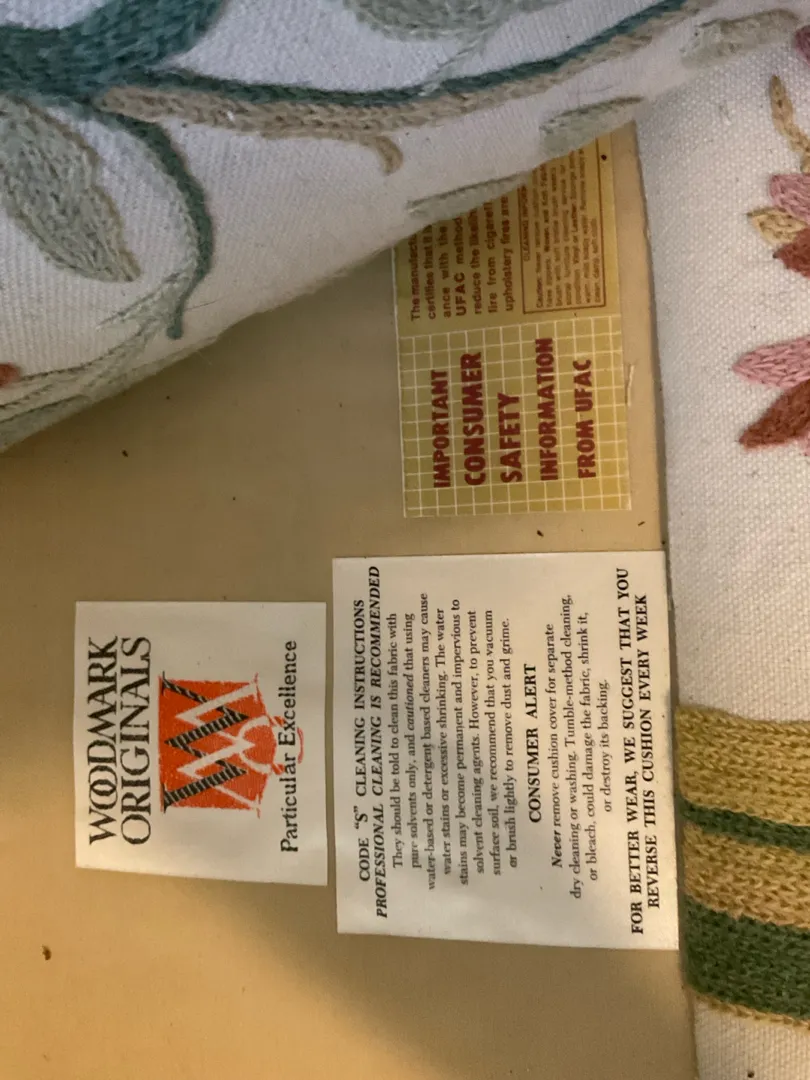 WOODMARK
ORIGINALS
Particular Excellence
CODE "S" CLEANING INSTRUCTIONS
PROFESSIONAL CLEANING IS RECOMMENDED
They should be told to clean this fabric with
pure solvents only, and cautioned that using
water-based or detergent based cleaners may cause
water stains or excessive shrinking. The water
stains may become permanent and impervious to
solvent cleaning agents. However, to prevent
surface soil, we recommend that you vacuum
or brush lightly to remove dust and grime.
CONSUMER ALERT
Never remove cushion cover for separate
dry cleaning or washing. Tumble-method cleaning,
or bleach, could damage the fabric, shrink it,
or destroy its backing.
FOR BETTER WEAR, WE SUGGEST THAT YOU
REVERSE THIS CUSHION EVERY WEEK
IMPORTANT
CONSUMER
SAFETY
INFORMATION
FROM UFAC
The
certifies that
ance with the
UFAC method
reduce the
fire from
upholstery fires are